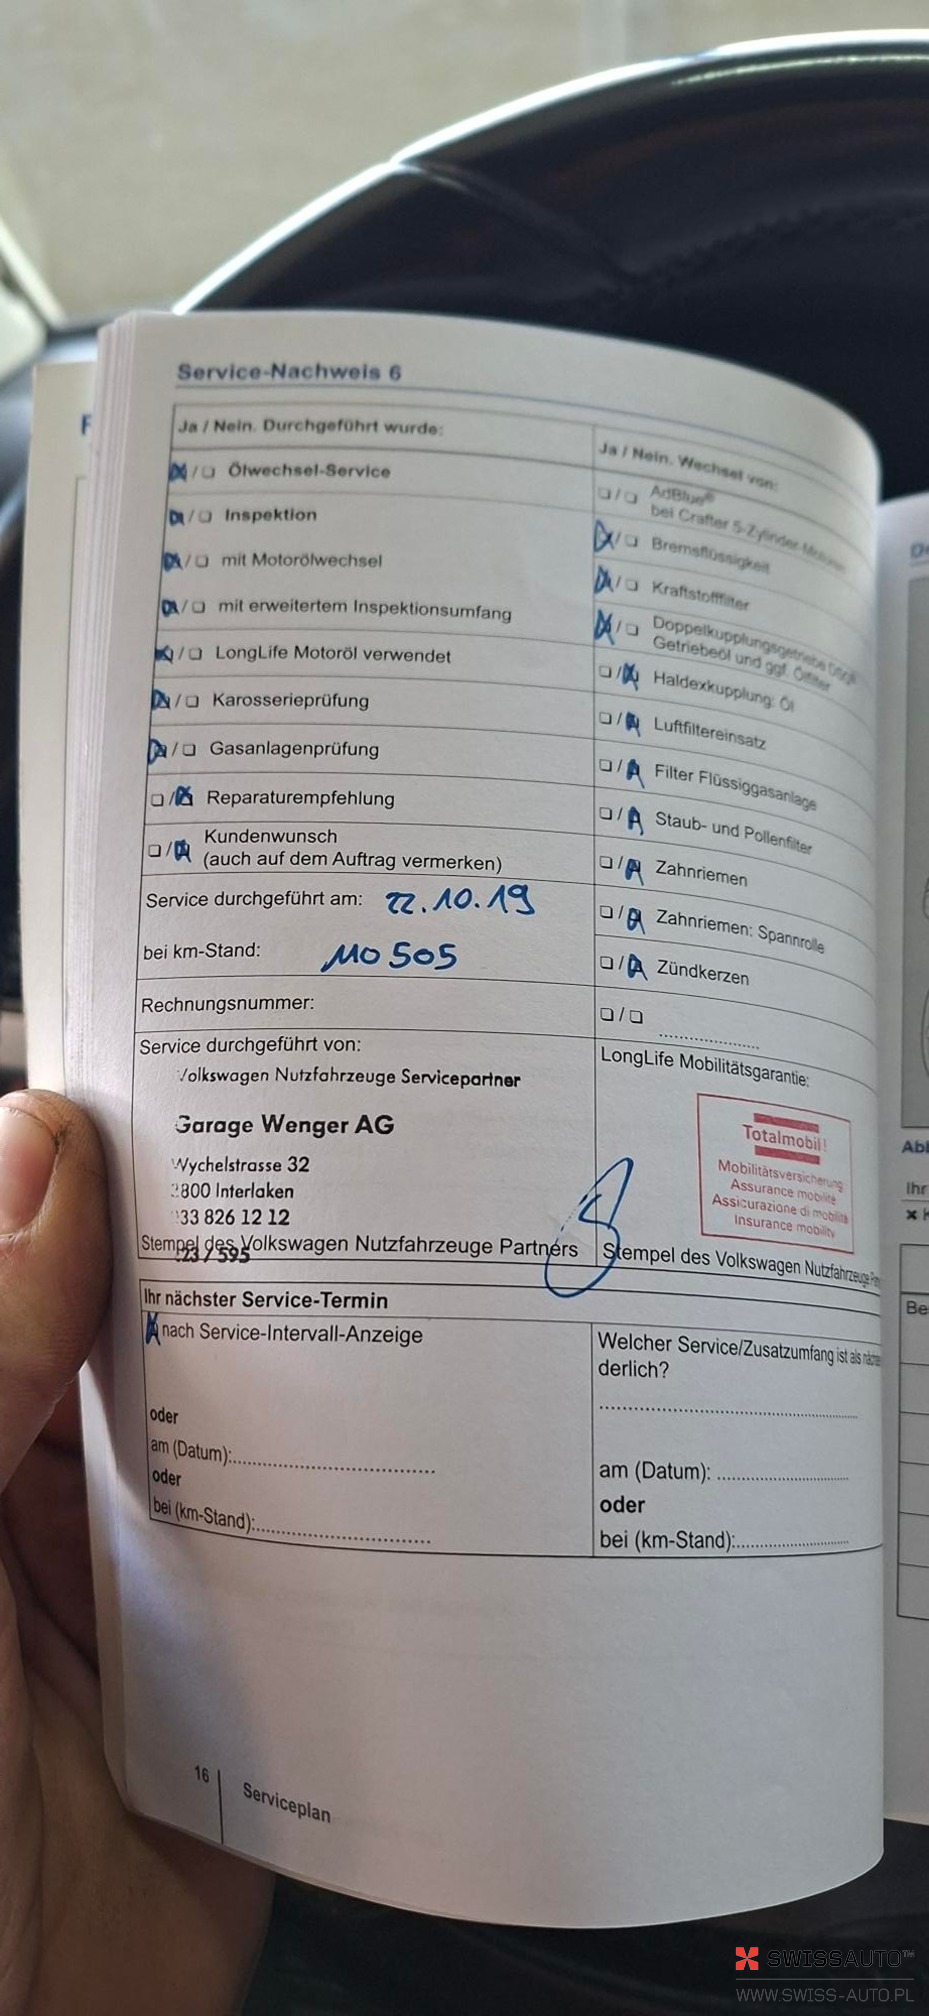 Service-Nachweis 6
Ja / Nein. Durchgeführt wurde:
❏/❏ Ölwechsel-Service
❏/❏ Inspektion
❏/❏ mit Motorölwechsel
❏/❏ mit erweitertem Inspektionsumfang
❏/❏ LongLife Motoröl verwendet
❏/❏ Karosserieprüfung
❏/❏ Gasanlagenprüfung
❏/❏ Reparaturempfehlung
❏/❏ Kundenwunsch
(auch auf dem Auftrag vermerken)
Service durchgeführt am: 22.10.19
bei km-Stand: 110 505
Rechnungsnummer:
Service durchgeführt von:
Volkswagen Nutzfahrzeuge Servicepartner
Garage Wenger AG
Wychelstrasse 32
3800 Interlaken
033 826 12 12
Stempel des Volkswagen Nutzfahrzeuge Partners
023 / 595
Ja / Nein. Wechsel von:
❏/❏ AdBlue®
bei Crafter 5-Zylinder-Motoren
❏/❏ Bremsflüssigkeit
❏/❏ Kraftstofffilter
❏/❏ Doppelkupplungsgetriebe
Getriebeöl und ggf. Ölfilter
❏/❏ Haldexkupplung: Öl
❏/❏ Luftfiltereinsatz
❏/❏ Filter Flüssiggasanlage
❏/❏ Staub- und Pollenfilter
❏/❏ Zahnriemen
❏/❏ Zahnriemen: Spannrolle
❏/❏ Zündkerzen
❏/❏ ....................
LongLife Mobilitätsgarantie:
Totalmobil!
Mobilitätsversicherung
Assurance mobilité
Assicurazione di mobilità
Insurance mobility
Stempel des Volkswagen Nutzfahrzeuge
Ihr nächster Service-Termin
nach Service-Intervall-Anzeige
oder
am (Datum):........................................
oder
bei (km-Stand):...................................
Welcher Service/Zusatzumfang ist als
derlich?
..................................................
am (Datum): .........................
oder
bei (km-Stand):.....................
16
Serviceplan
Ihr
Be
SWISSAUTO™
WWW.SWISS-AUTO.PL